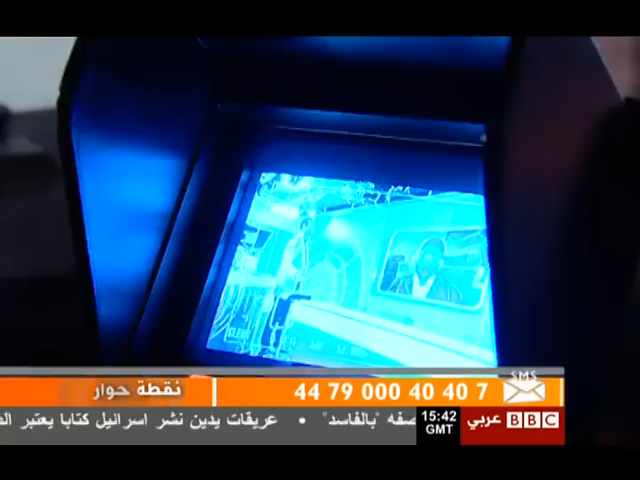 SMS
نقطة حوار 44 79 000 40 40 7
عريقات يدين نشر اسرائيل كتابا يعتبر • صفه "بالفاسد"
15:42
GMT
عربي BBC